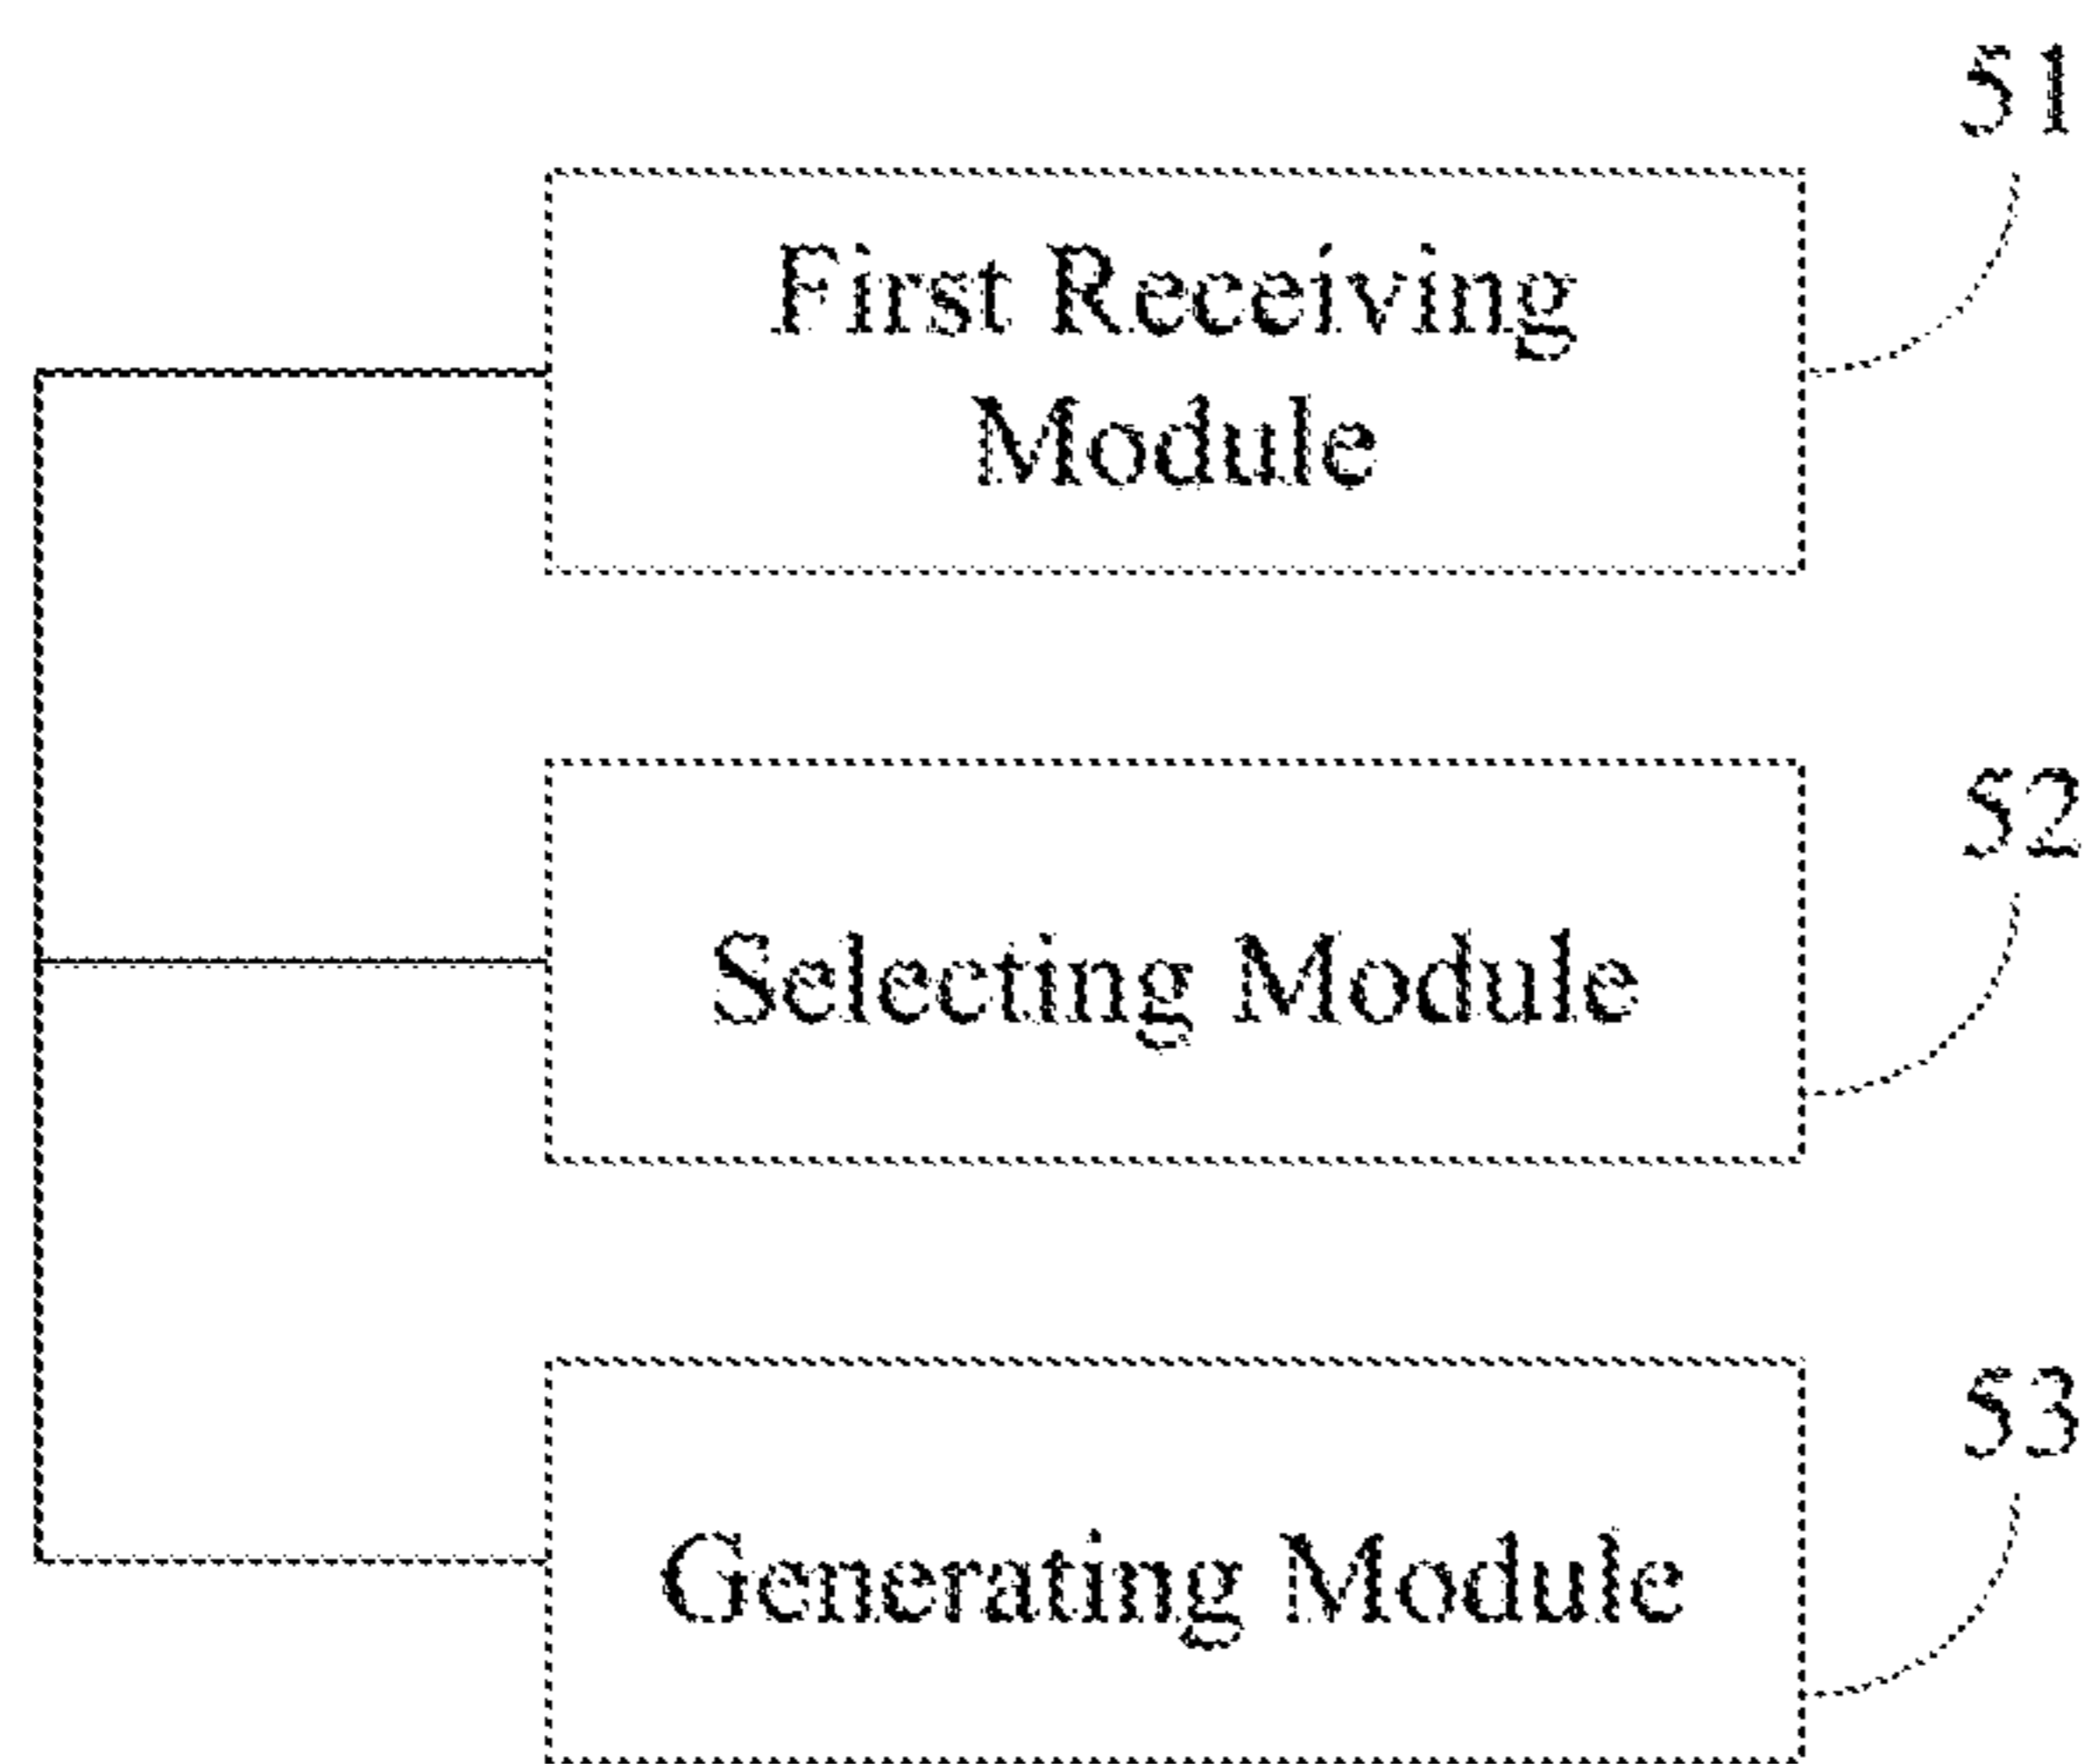 51
First Receiving
Module
52
Selecting Module
53
Generating Module